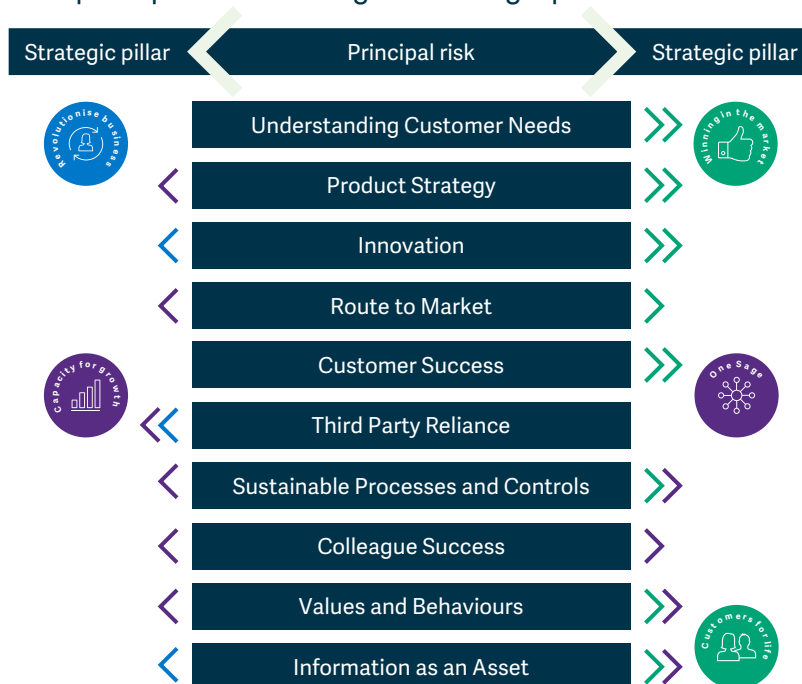 Strategic pillar
Principal risk
Strategic pillar
Revolutionise business
Understanding Customer Needs
Winning in the market
Product Strategy
Innovation
Route to Market
Capacity for growth
Customer Success
One Sage
Third Party Reliance
Sustainable Processes and Controls
Colleague Success
Values and Behaviours
Customers for life
Information as an Asset